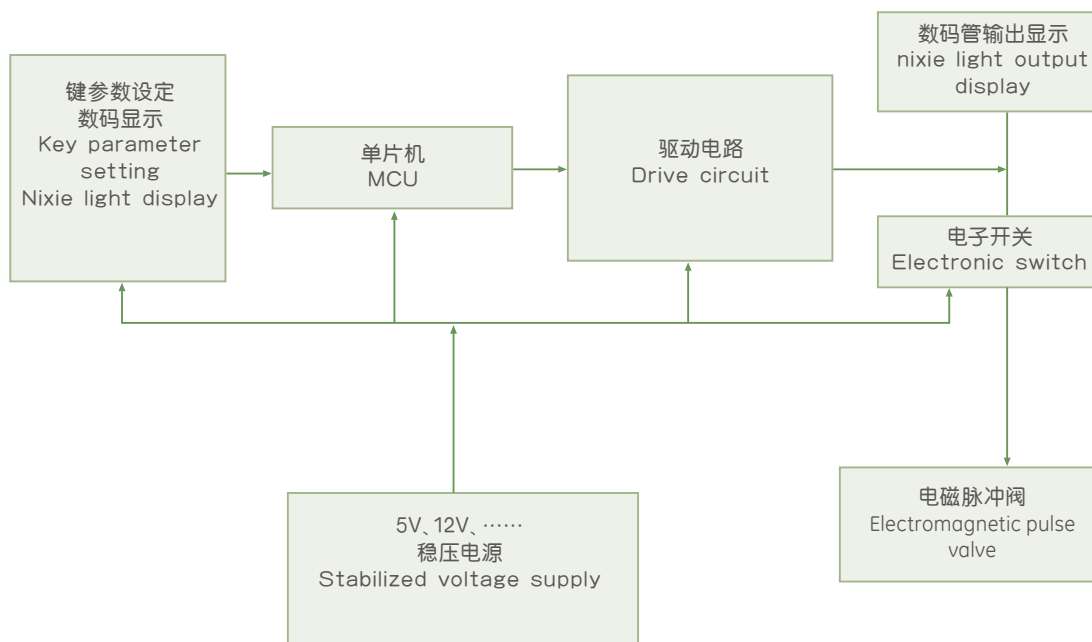 键参数设定
数码显示
Key parameter
setting
Nixie light display
单片机
MCU
驱动电路
Drive circuit
数码管输出显示
nixie light output
display
电子开关
Electronic switch
5V、12V、……
稳压电源
Stabilized voltage supply
电磁脉冲阀
Electromagnetic pulse
valve